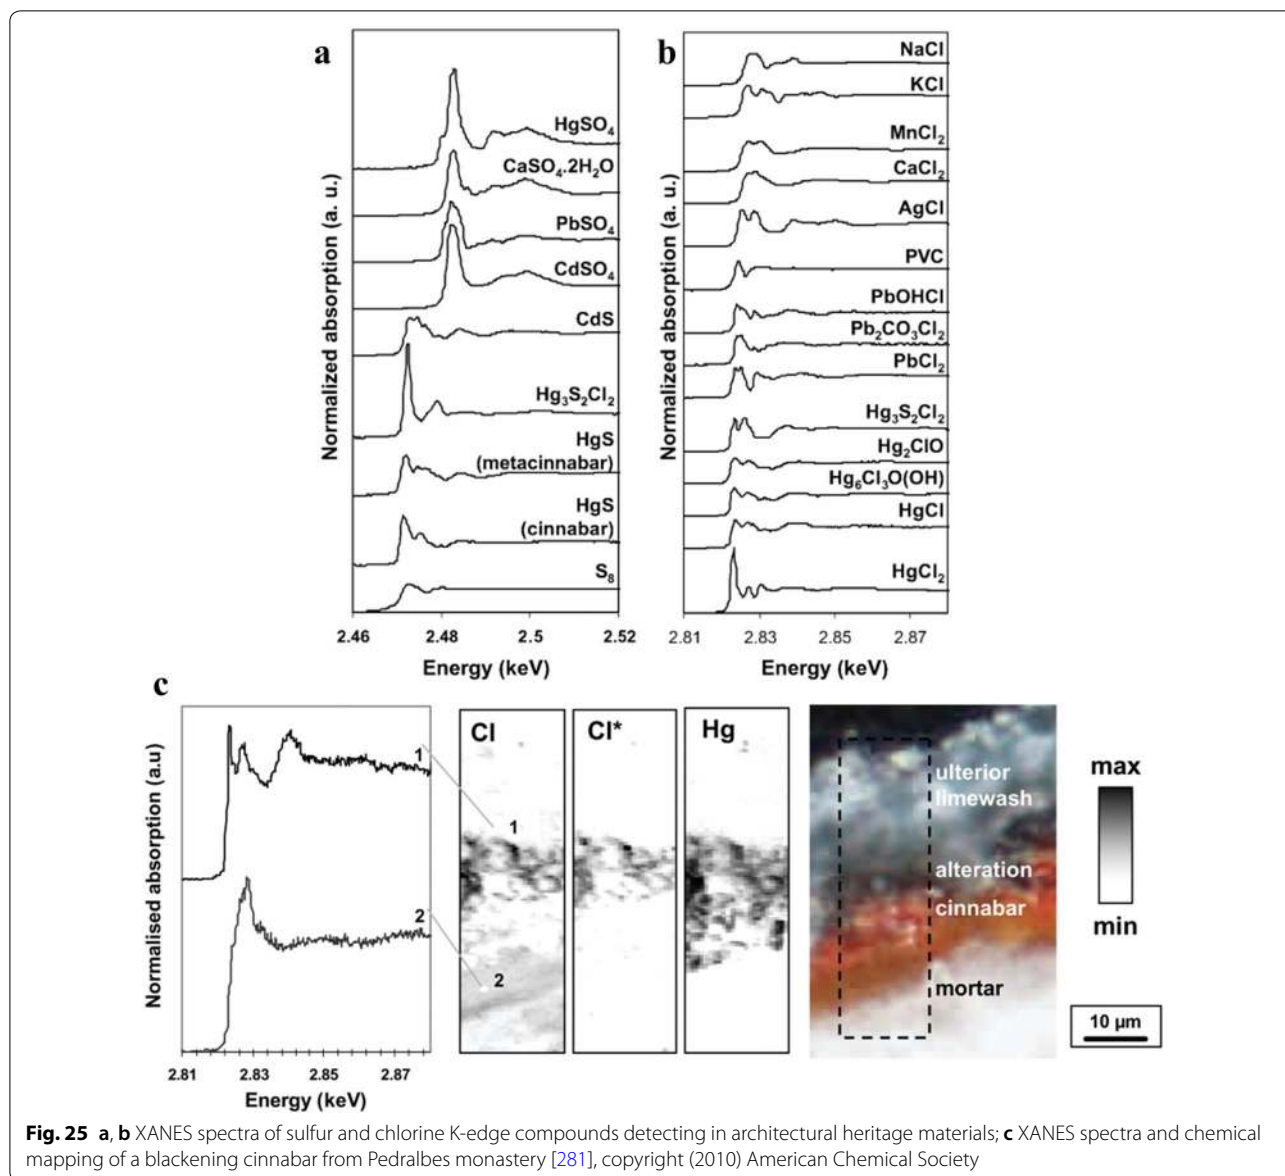 a
HgSO4
CaSO4.2H2O
PbSO4
CdSO4
CdS
Hg3S2Cl2
HgS
(metacinnabar)
HgS
(cinnabar)
S8
Normalized absorption (a. u.)
2.46 2.48 2.5 2.52
Energy (keV)
b
NaCl
KCl
MnCl2
CaCl2
AgCl
PVC
PbOHCl
Pb2CO3Cl2
PbCl2
Hg3S2Cl2
Hg2ClO
Hg6Cl3O(OH)
HgCl
HgCl2
Normalized absorption (a. u.)
2.81 2.83 2.85 2.87
Energy (keV)
c
Normalised absorption (a.u)
1
2
2.81 2.83 2.85 2.87
Energy (keV)
Cl
1
2
Cl*
Hg
ulterior
limewash
alteration
cinnabar
mortar
max
min
10 µm
Fig. 25 a, b XANES spectra of sulfur and chlorine K-edge compounds detecting in architectural heritage materials; c XANES spectra and chemical
mapping of a blackening cinnabar from Pedralbes monastery [281], copyright (2010) American Chemical Society